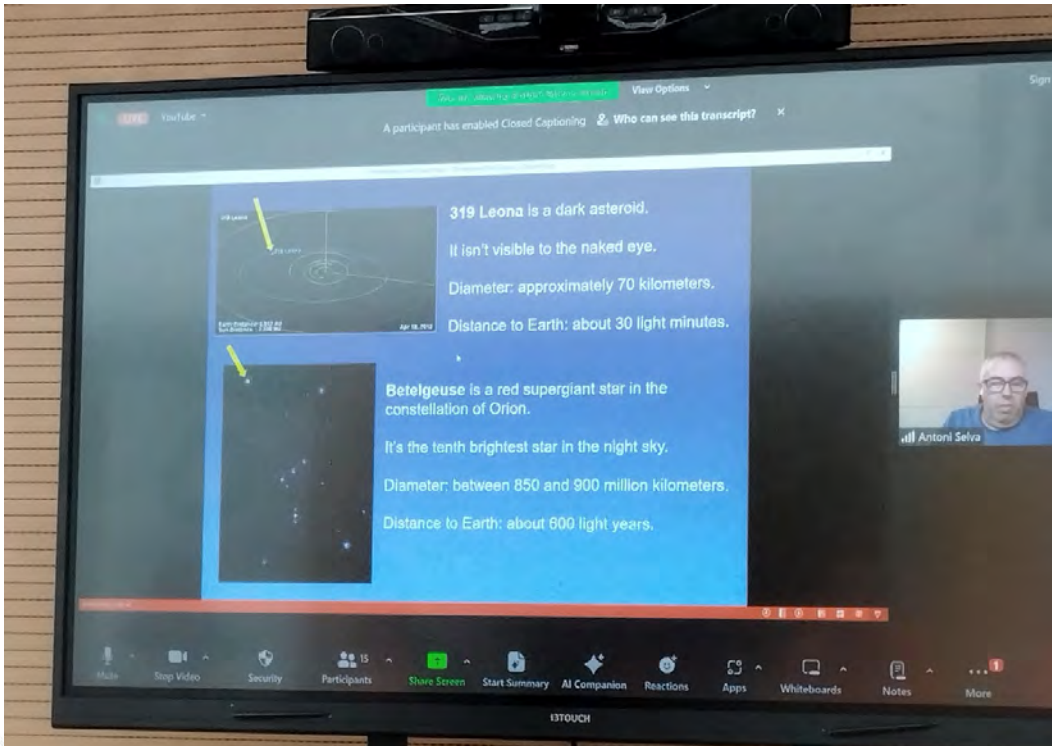 View Options
Sign
LIVE YouTube
A participant has enabled Closed Captioning Who can see this transcript?
319 Leona is a dark asteroid.
It isn't visible to the naked eye.
Diameter: approximately 70 kilometers.
Distance to Earth: about 30 light minutes.
319 Leona
Betelgeuse is a red supergiant star in the
constellation of Orion.
It's the tenth brightest star in the night sky.
Diameter: between 850 and 900 million kilometers.
Distance to Earth: about 600 light years.
Antoni Selva
15
1
Mute Stop Video Security Participants Share Screen Start Summary AI Companion Reactions Apps Whiteboards Notes More
i3TOUCH